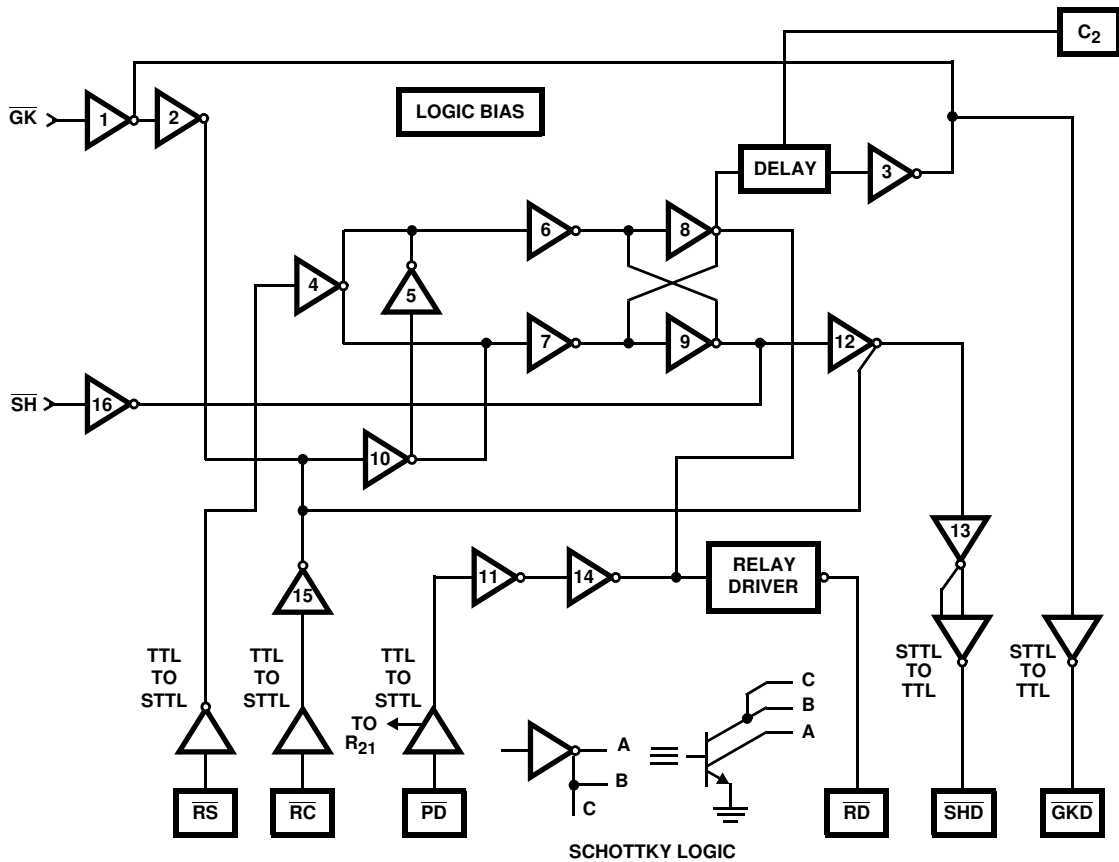 C2
GK
1
2
LOGIC BIAS
DELAY
3
6
8
4
5
7
9
12
SH
16
10
13
11
14
RELAY
DRIVER
15
TTL
TO
STTL
TTL
TO
STTL
TTL
TO
STTL
STTL
TO
TTL
STTL
TO
TTL
TO
R21
C
B
A
A
B
C
RS
RC
PD
RD
SHD
GKD
SCHOTTKY LOGIC